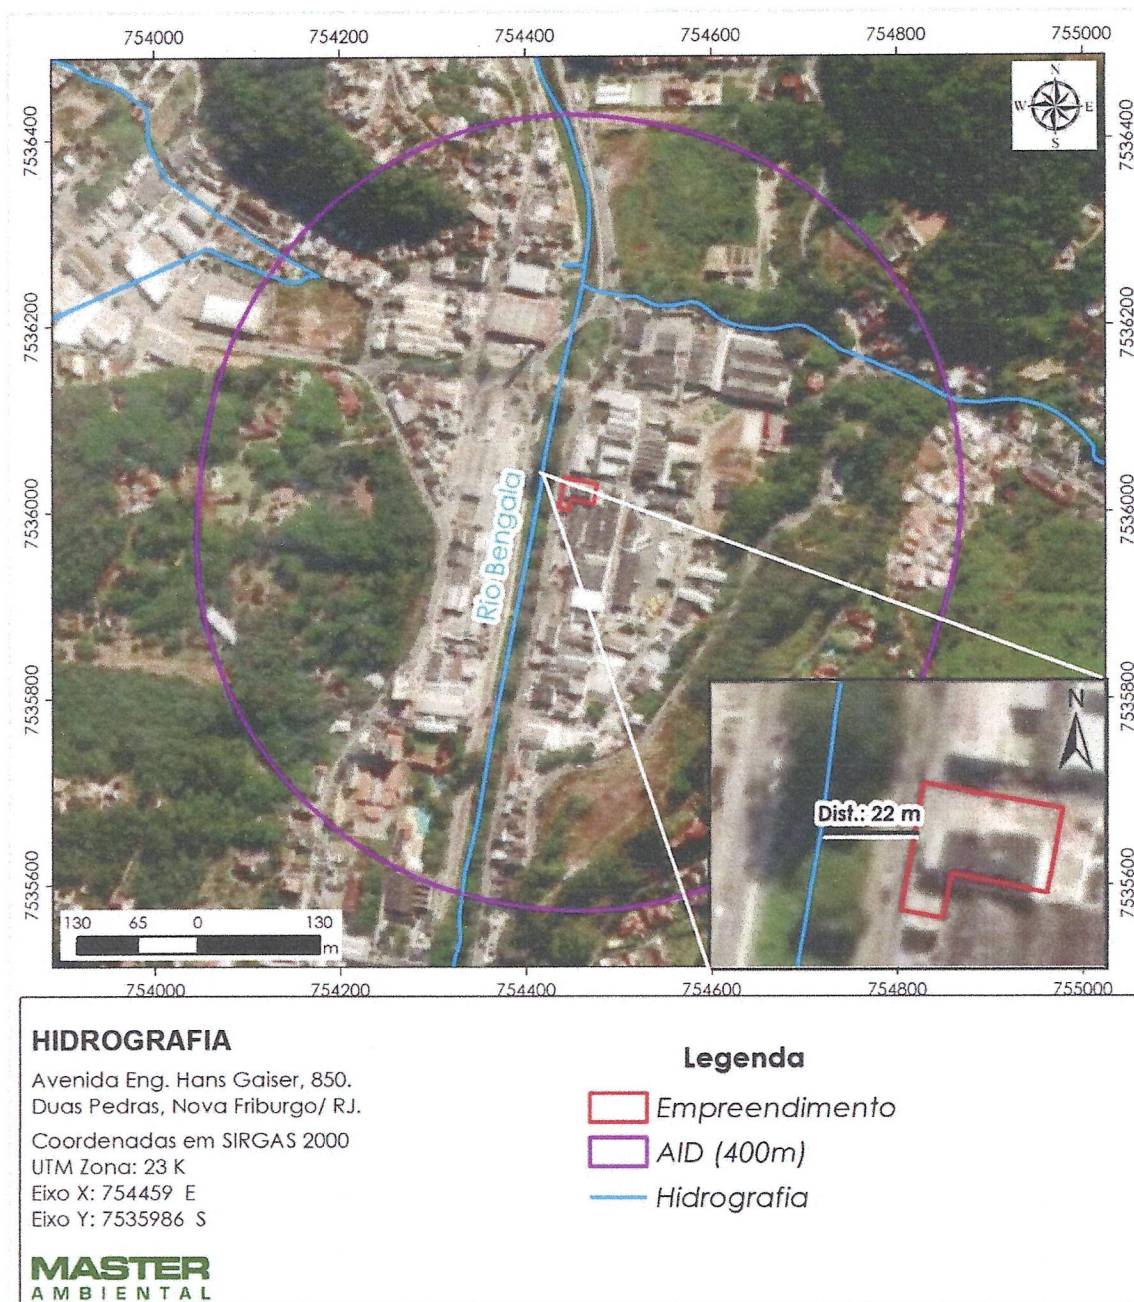 754000 754200 754400 754600 754800 755000
N
W E
S
7536400 7536400
7536200 7536200
7536000 7536000
7535800 7535800
7535600 7535600
Rio Bengala
N
Dist.: 22 m
130 65 0 130
m
754000 754200 754400 754600 754800 755000
HIDROGRAFIA
Avenida Eng. Hans Gaiser, 850.
Duas Pedras, Nova Friburgo/ RJ.
Coordenadas em SIRGAS 2000
UTM Zona: 23 K
Eixo X: 754459 E
Eixo Y: 7535986 S
MASTER
AMBIENTAL
Legenda
Empreendimento
AID (400m)
Hidrografia